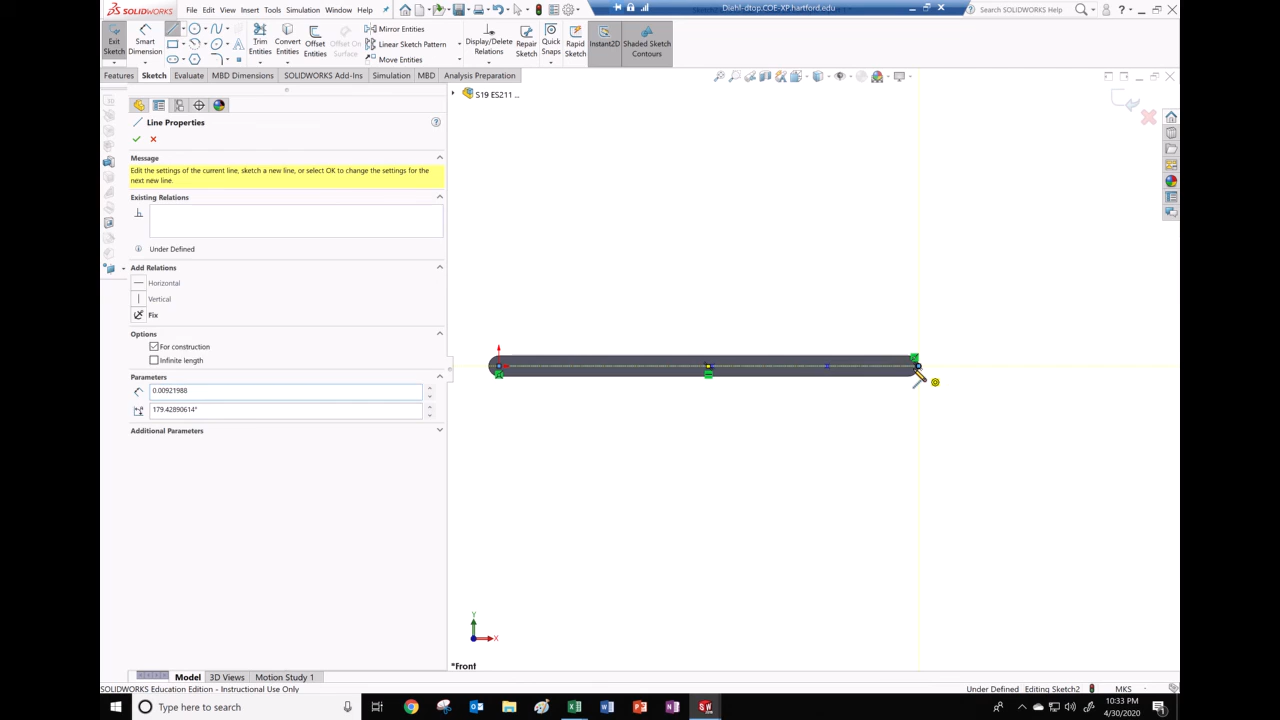 Diehl-dtop.COE-XP.hartford.edu
SOLIDWORKS File Edit View Insert Tools Simulation Window Help Search SOLIDWORKS Help
Exit Sketch
Smart Dimension
Trim Entities
Convert Entities
Offset Entities
Offset On Surface
Mirror Entities
Linear Sketch Pattern
Move Entities
Display/Delete Relations
Repair Sketch
Quick Snaps
Rapid Sketch
Instant2D
Shaded Sketch Contours
Features Sketch Evaluate MBD Dimensions SOLIDWORKS Add-Ins Simulation MBD Analysis Preparation
S19 ES211 ...
Line Properties
Message
Edit the settings of the current line, sketch a new line, or select OK to change the settings for the
next new line.
Existing Relations
Under Defined
Add Relations
Horizontal
Vertical
Fix
Options
For construction
Infinite length
Parameters
0.00921988
179.42890614°
Additional Parameters
Y
X
*Front
Model 3D Views Motion Study 1
SOLIDWORKS Education Edition - Instructional Use Only Under Defined Editing Sketch2 MKS
Type here to search
10:33 PM
4/30/2020